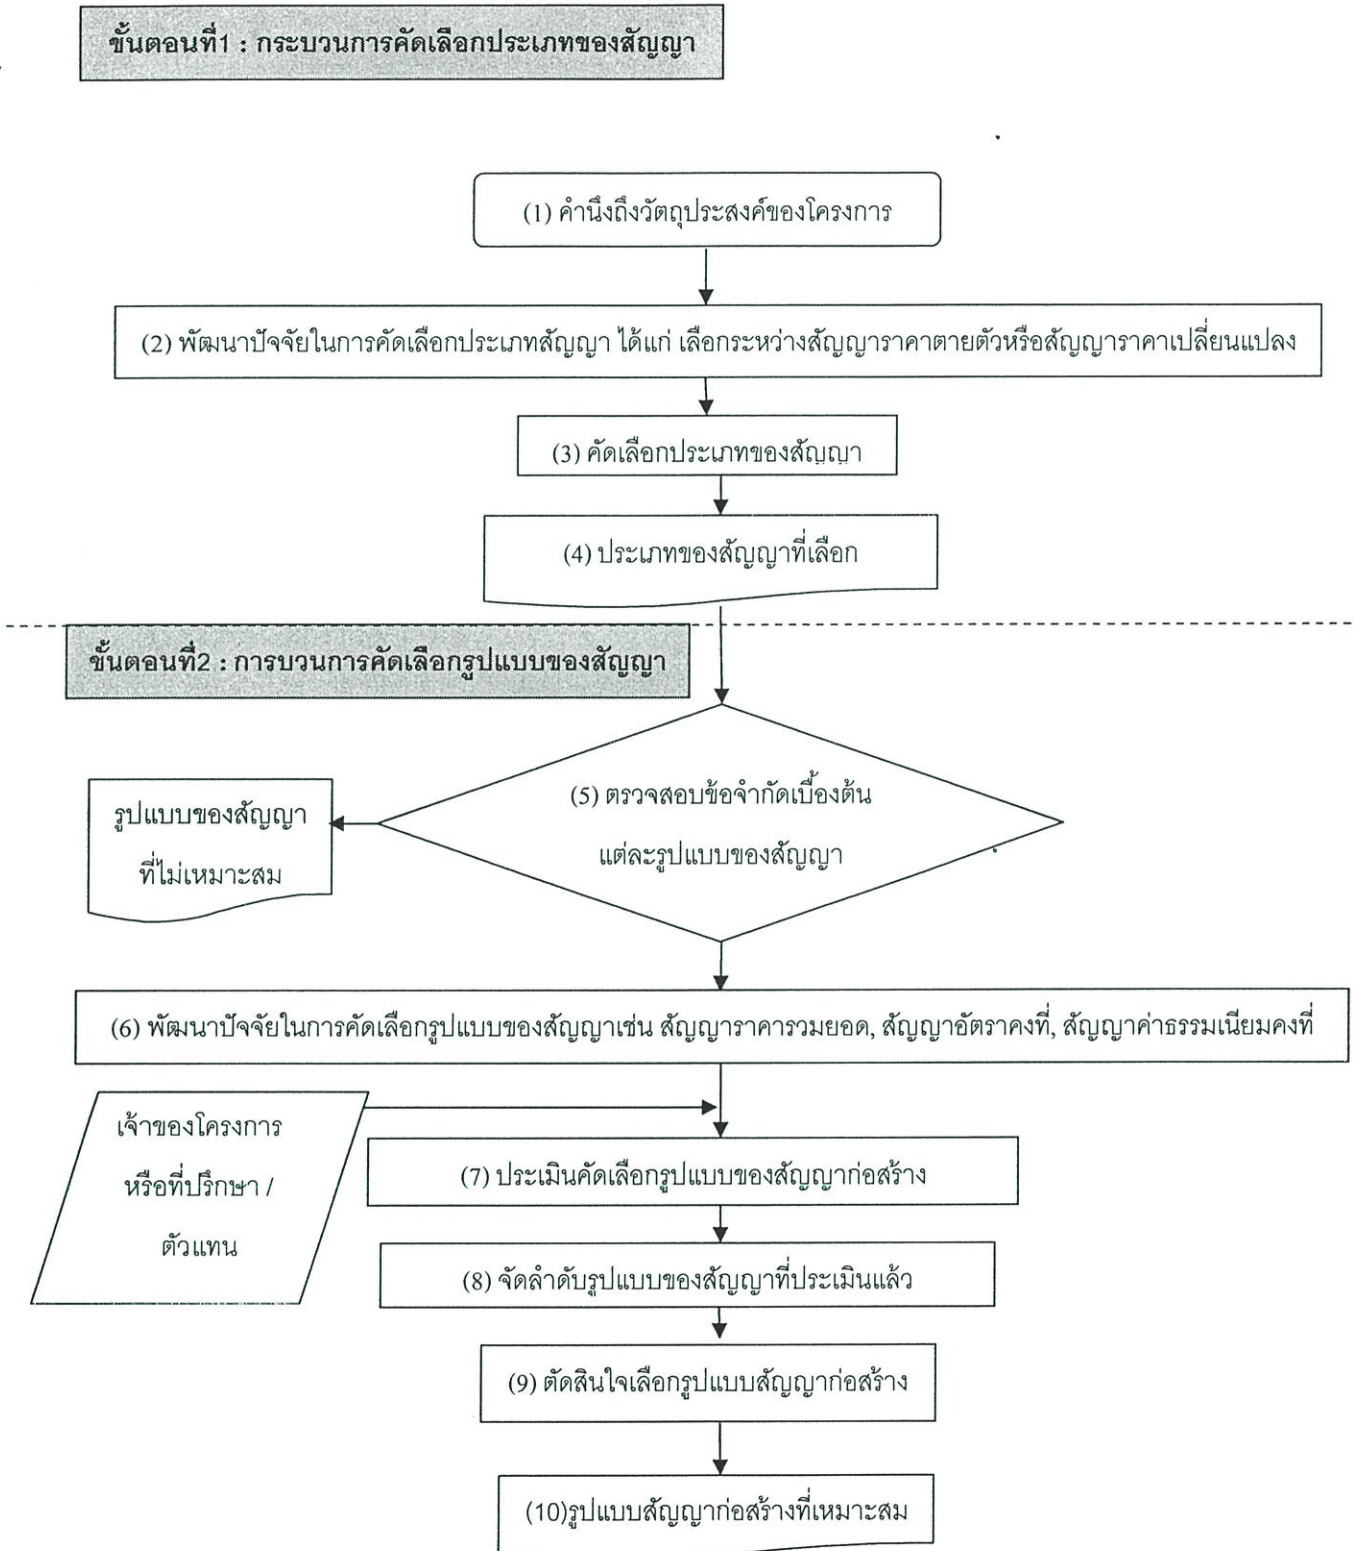 ขั้นตอนที่1 : กระบวนการคัดเลือกประเภทของสัญญา
(1) คำนึงถึงวัตถุประสงค์ของโครงการ
(2) พัฒนาปัจจัยในการคัดเลือกประเภทสัญญา ได้แก่ เลือกระหว่างสัญญาราคาตายตัวหรือสัญญาราคาเปลี่ยนแปลง
(3) คัดเลือกประเภทของสัญญา
(4) ประเภทของสัญญาที่เลือก
ขั้นตอนที่2 : การบวนการคัดเลือกรูปแบบของสัญญา
(5) ตรวจสอบข้อจำกัดเบื้องต้น
แต่ละรูปแบบของสัญญา
รูปแบบของสัญญา
ที่ไม่เหมาะสม
(6) พัฒนาปัจจัยในการคัดเลือกรูปแบบของสัญญาเช่น สัญญาราคารวมยอด, สัญญาอัตราคงที่, สัญญาค่าธรรมเนียมคงที่
เจ้าของโครงการ
หรือที่ปรึกษา /
ตัวแทน
(7) ประเมินคัดเลือกรูปแบบของสัญญาก่อสร้าง
(8) จัดลำดับรูปแบบของสัญญาที่ประเมินแล้ว
(9) ตัดสินใจเลือกรูปแบบสัญญาก่อสร้าง
(10)รูปแบบสัญญาก่อสร้างที่เหมาะสม